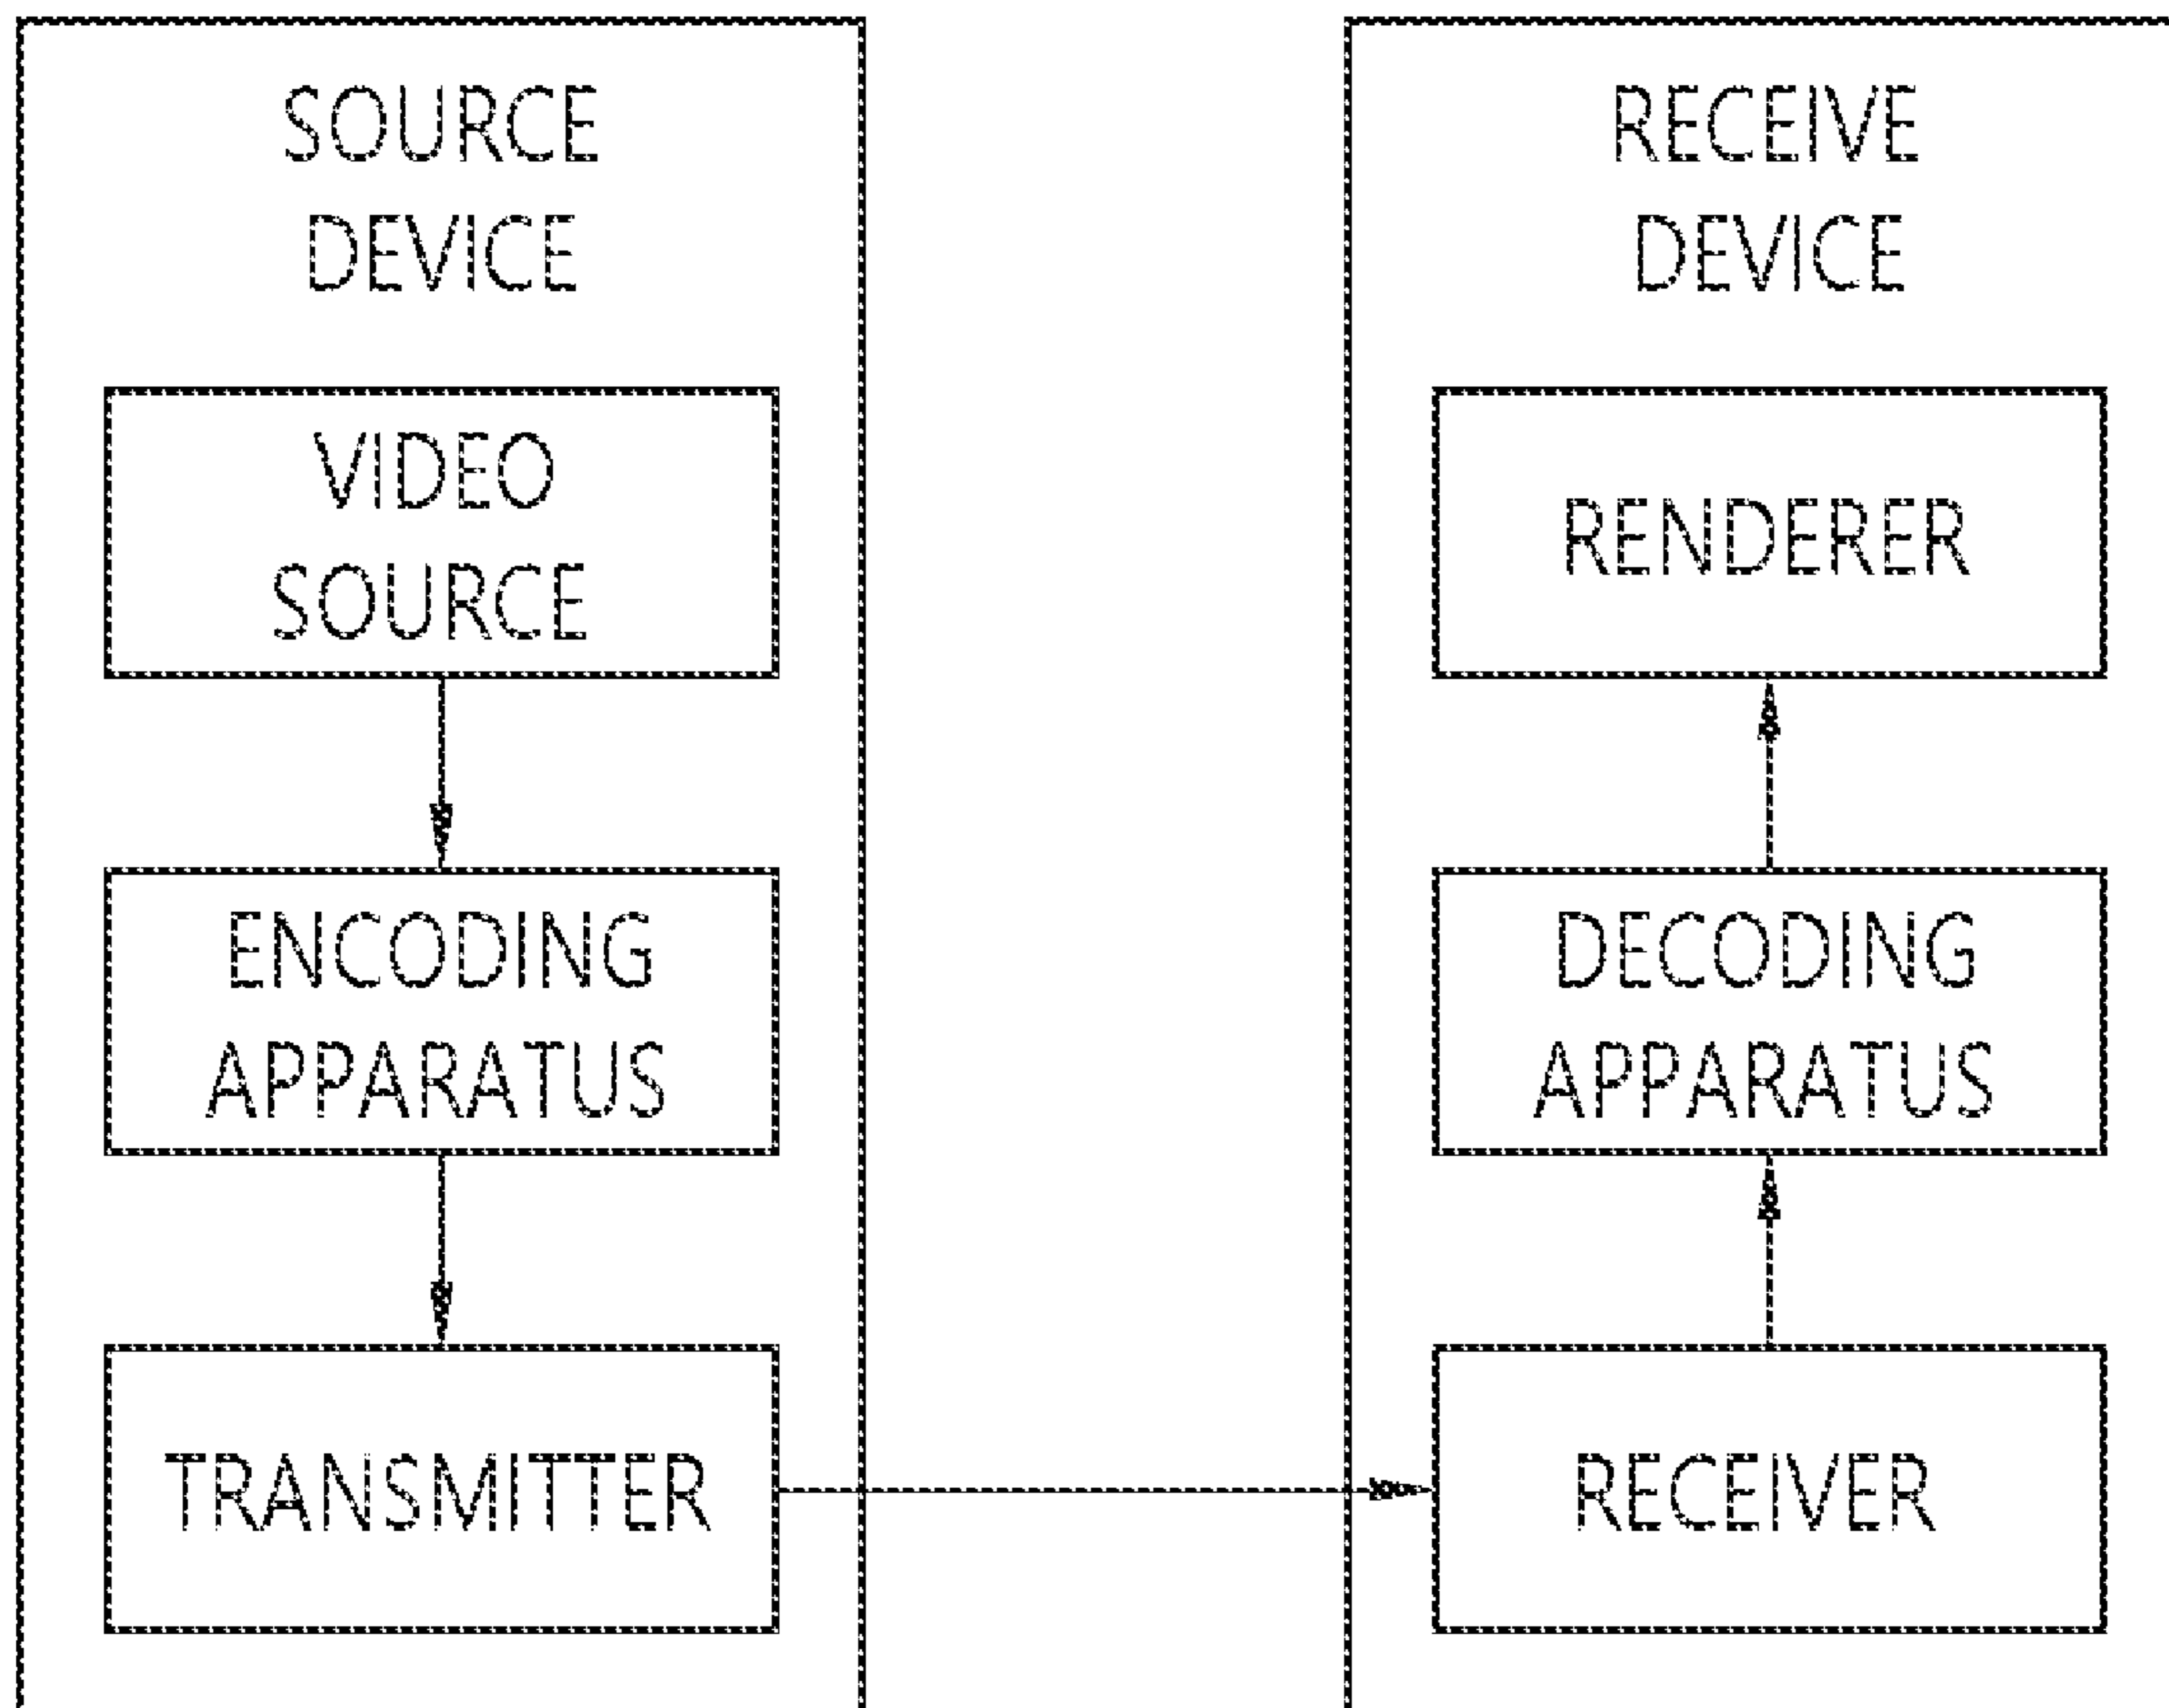 SOURCE
DEVICE
VIDEO
SOURCE
ENCODING
APPARATUS
TRANSMITTER
RECEIVE
DEVICE
RENDERER
DECODING
APPARATUS
RECEIVER